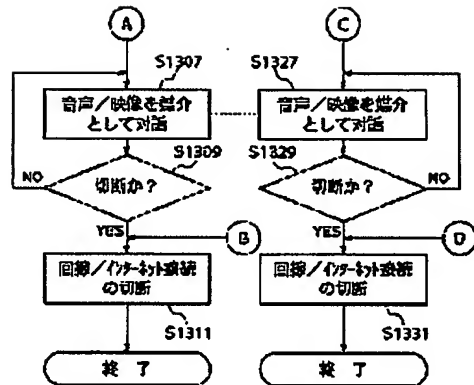 A
C
S1307
S1327
音声/映像を媒介
として対話
音声/映像を媒介
として対話
S1309
S1329
NO
切断か?
切断か?
NO
YES
B
YES
D
回線/インターネット接続
の切断
回線/インターネット接続
の切断
S1311
S1331
終 了
終 了